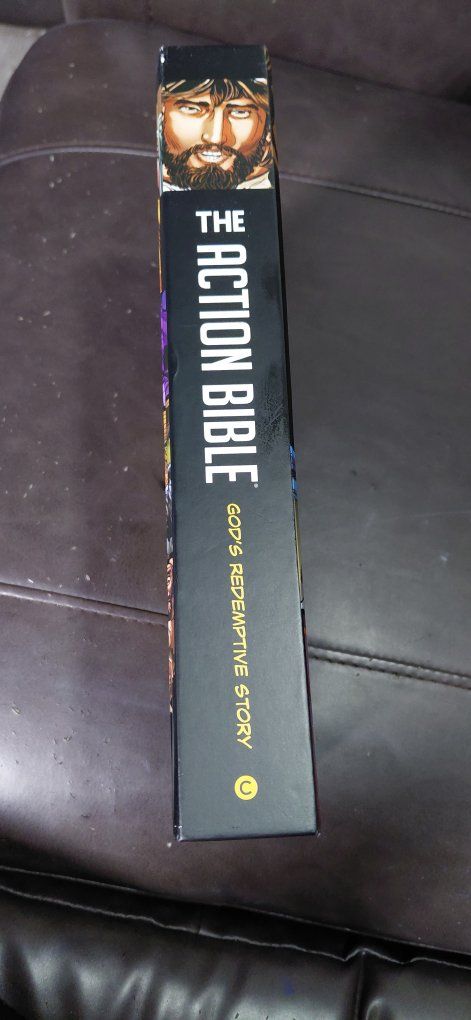 THE
ACTION BIBLE®
GOD'S REDEMPTIVE STORY
C